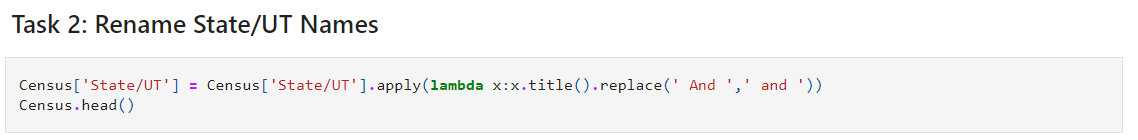 Task 2: Rename State/UT Names
Census['State/UT'] = Census['State/UT'].apply(lambda x:x.title().replace(' And ',' and '))
Census.head()